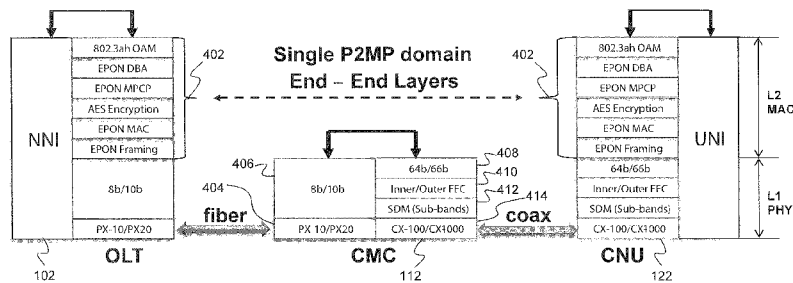 802.3ah OAM
EPON DBA
EPON MPCP
AES Encryption
EPON MAC
EPON Framing
8b/10b
PX-10/PX20
NNI
402
102
OLT
Single P2MP domain
End – End Layers
fiber
406
404
8b/10b
PX 10/PX20
64b/66b
Inner/Outer FFC
SDM (Sub-bands)
CX-100/CX1000
408
410
412
414
CMC
112
coax
402
802.3ah OAM
EPON DBA
EPON MPCP
AES Encryption
EPON MAC
EPON Framing
64b/66b
Inner/Outer FEC
SDM (Sub-bands)
CX-100/CX1000
UNI
CNU
122
L2
MAC
L1
PHY